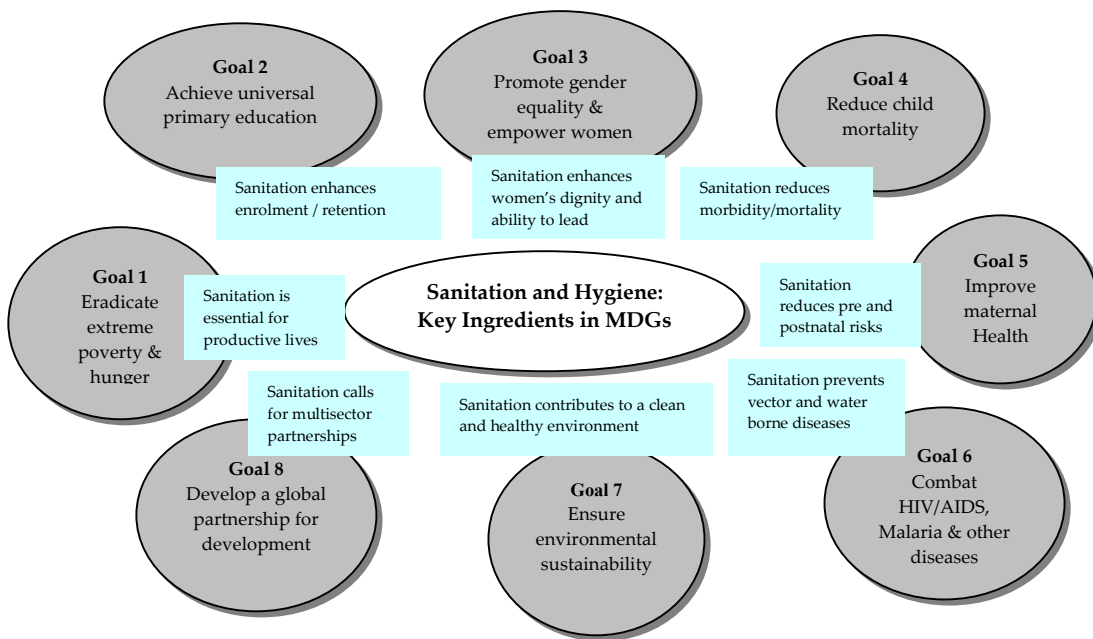 Goal 2
Achieve universal
primary education
Goal 3
Promote gender
equality &
empower women
Goal 4
Reduce child
mortality
Sanitation enhances
enrolment / retention
Sanitation enhances
women's dignity and
ability to lead
Sanitation reduces
morbidity/mortality
Goal 1
Eradicate
extreme
poverty &
hunger
Sanitation is
essential for
productive lives
Sanitation and Hygiene:
Key Ingredients in MDGs
Sanitation
reduces pre and
postnatal risks
Goal 5
Improve
maternal
Health
Sanitation calls
for multisector
partnerships
Sanitation contributes to a clean
and healthy environment
Sanitation prevents
vector and water
borne diseases
Goal 8
Develop a global
partnership for
development
Goal 7
Ensure
environmental
sustainability
Goal 6
Combat
HIV/AIDS,
Malaria & other
diseases